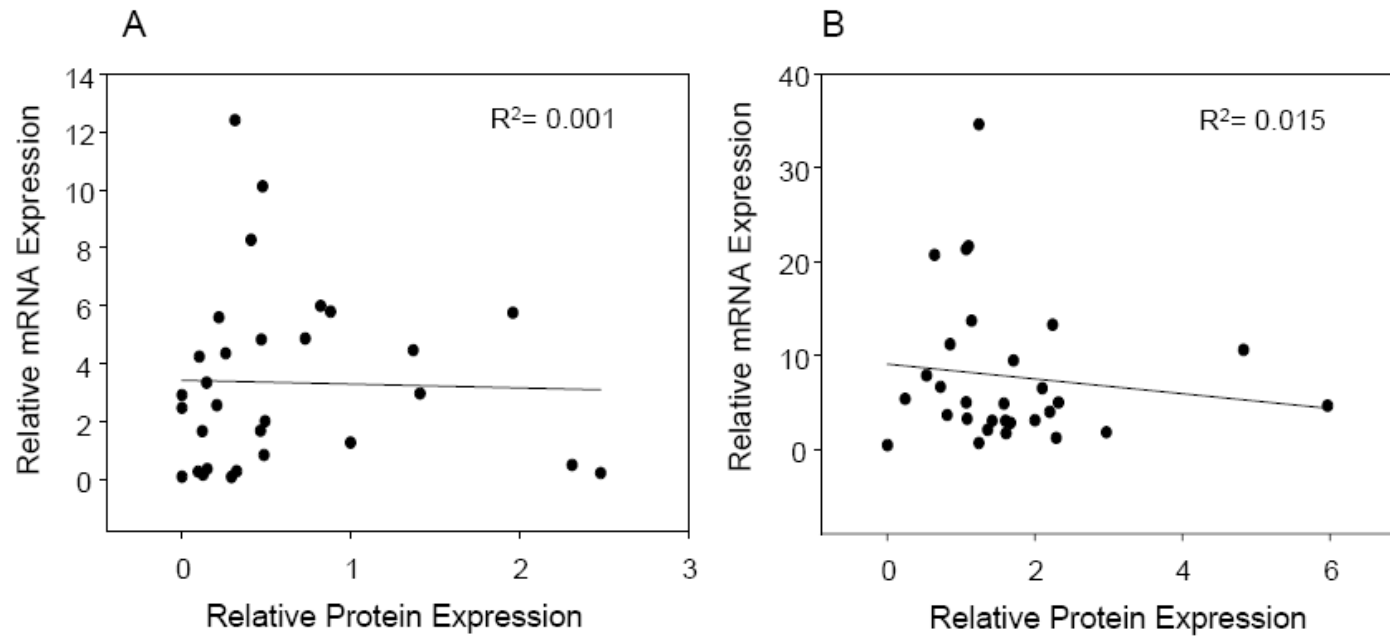 A
B
R²= 0.001
R²= 0.015
Relative mRNA Expression
14
12
10
8
6
4
2
0
0
1
2
3
Relative Protein Expression
Relative mRNA Expression
40
30
20
10
0
0
2
4
6
Relative Protein Expression